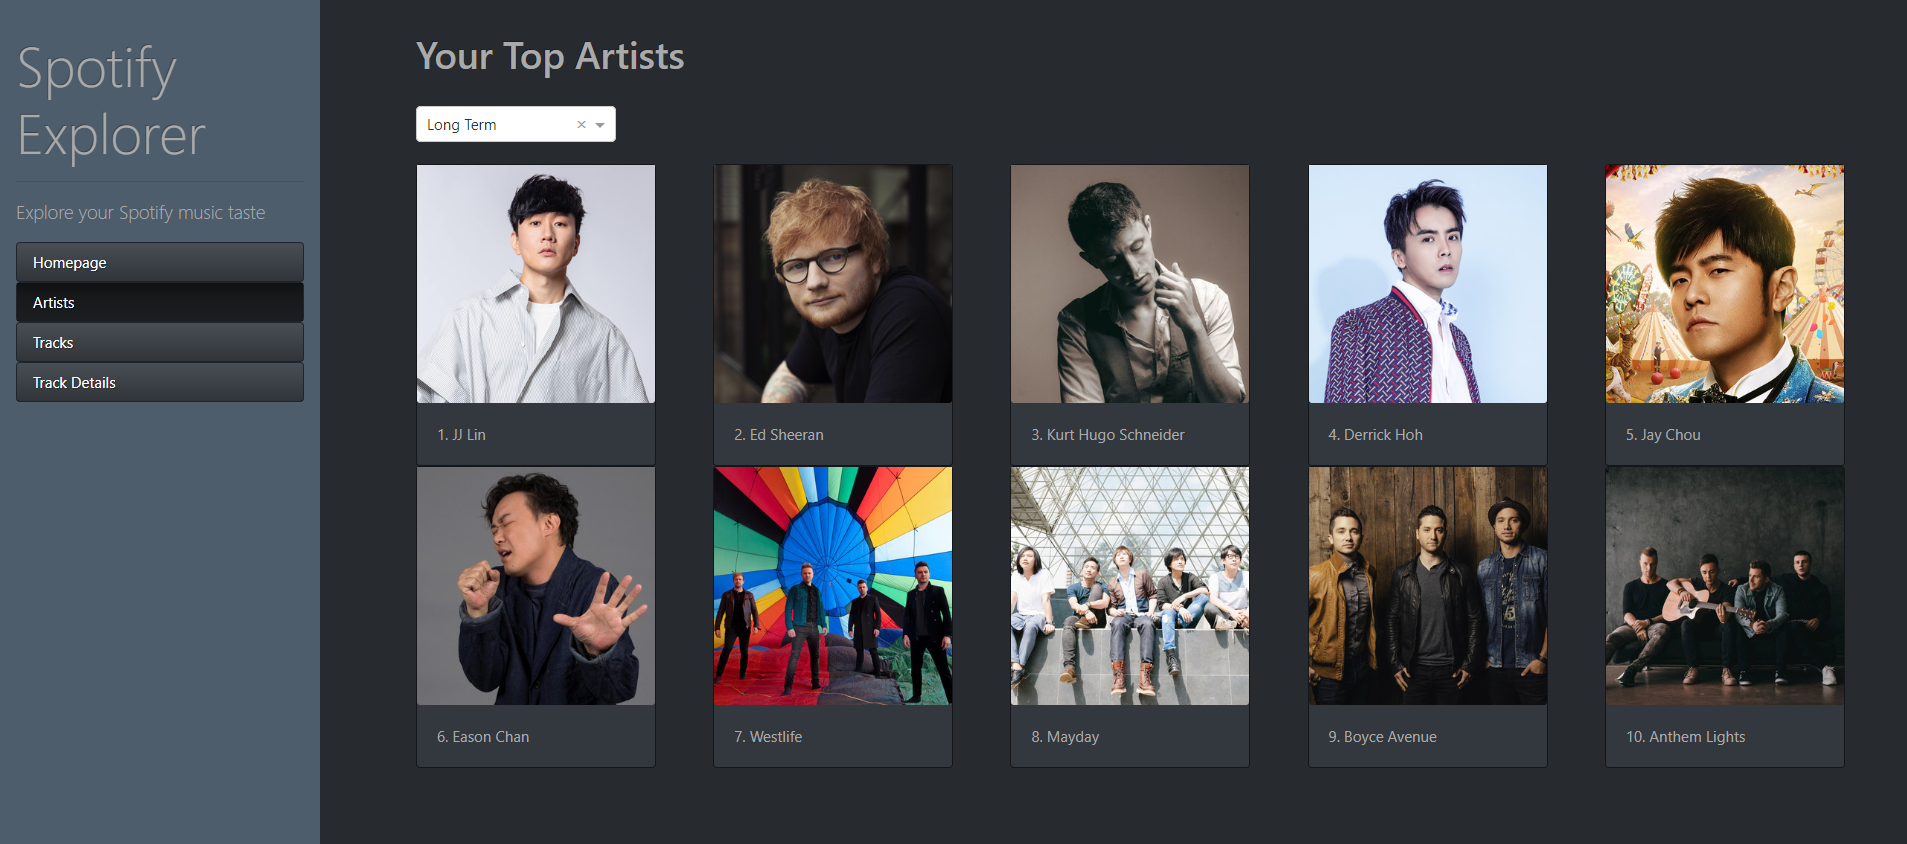 Spotify
Explorer
Explore your Spotify music taste
Homepage
Artists
Tracks
Track Details
Your Top Artists
Long Term
1. JJ Lin
2. Ed Sheeran
3. Kurt Hugo Schneider
4. Derrick Hoh
5. Jay Chou
6. Eason Chan
7. Westlife
8. Mayday
9. Boyce Avenue
10. Anthem Lights